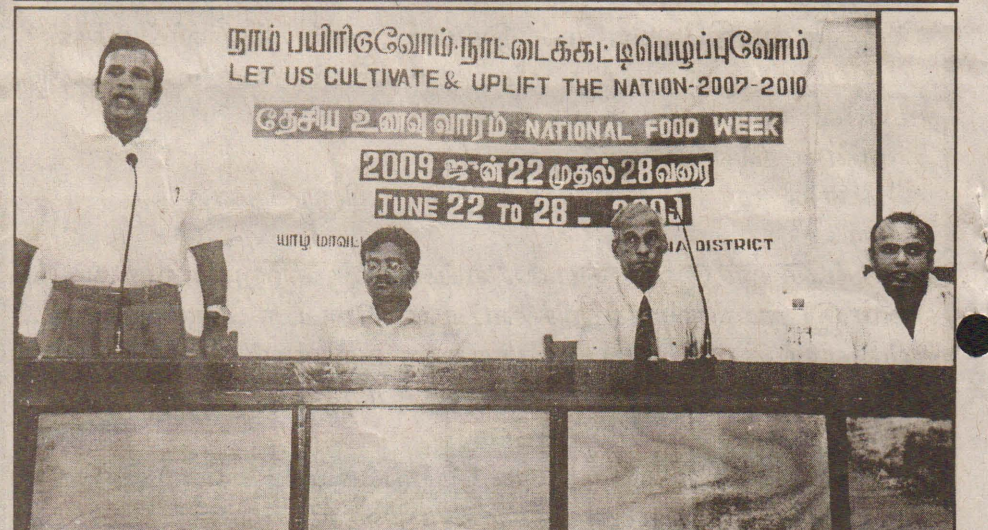 நாம் பயிரிடுவோம்·நாட்டைக்கட்டியெழுப்புவோம்
LET US CULTIVATE & UPLIFT THE NATION-2007-2010
தேசிய உணவு வாரம் NATIONAL FOOD WEEK
2009 ஜுன் 22 முதல் 28 வரை
JUNE 22 TO 28 -
யாழ் DISTRICT